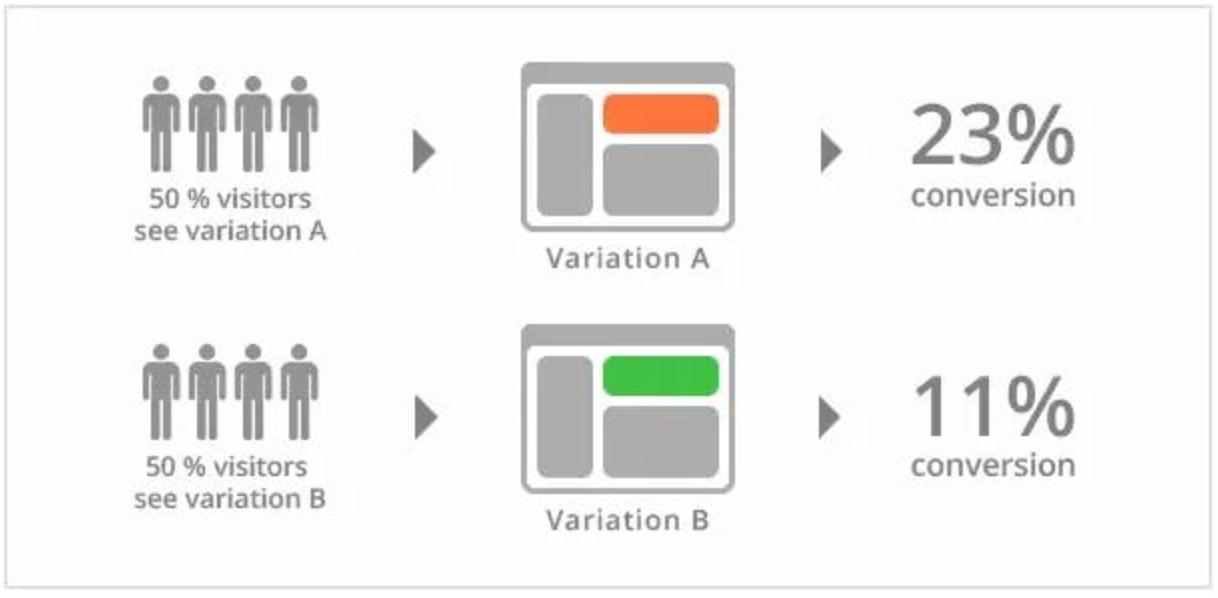 50 % visitors
see variation A
Variation A
23%
conversion
50 % visitors
see variation B
Variation B
11%
conversion